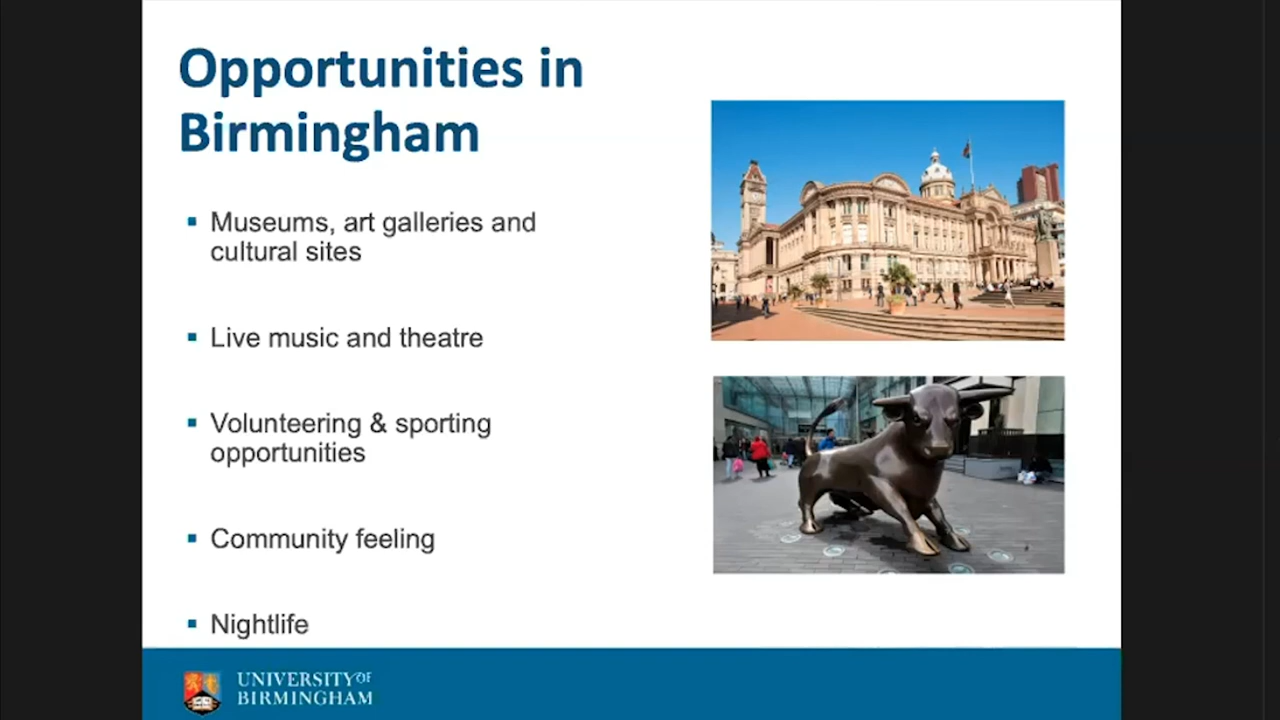 Opportunities in
Birmingham
Museums, art galleries and
cultural sites
Live music and theatre
Volunteering & sporting
opportunities
Community feeling
Nightlife
UNIVERSITY OF
BIRMINGHAM